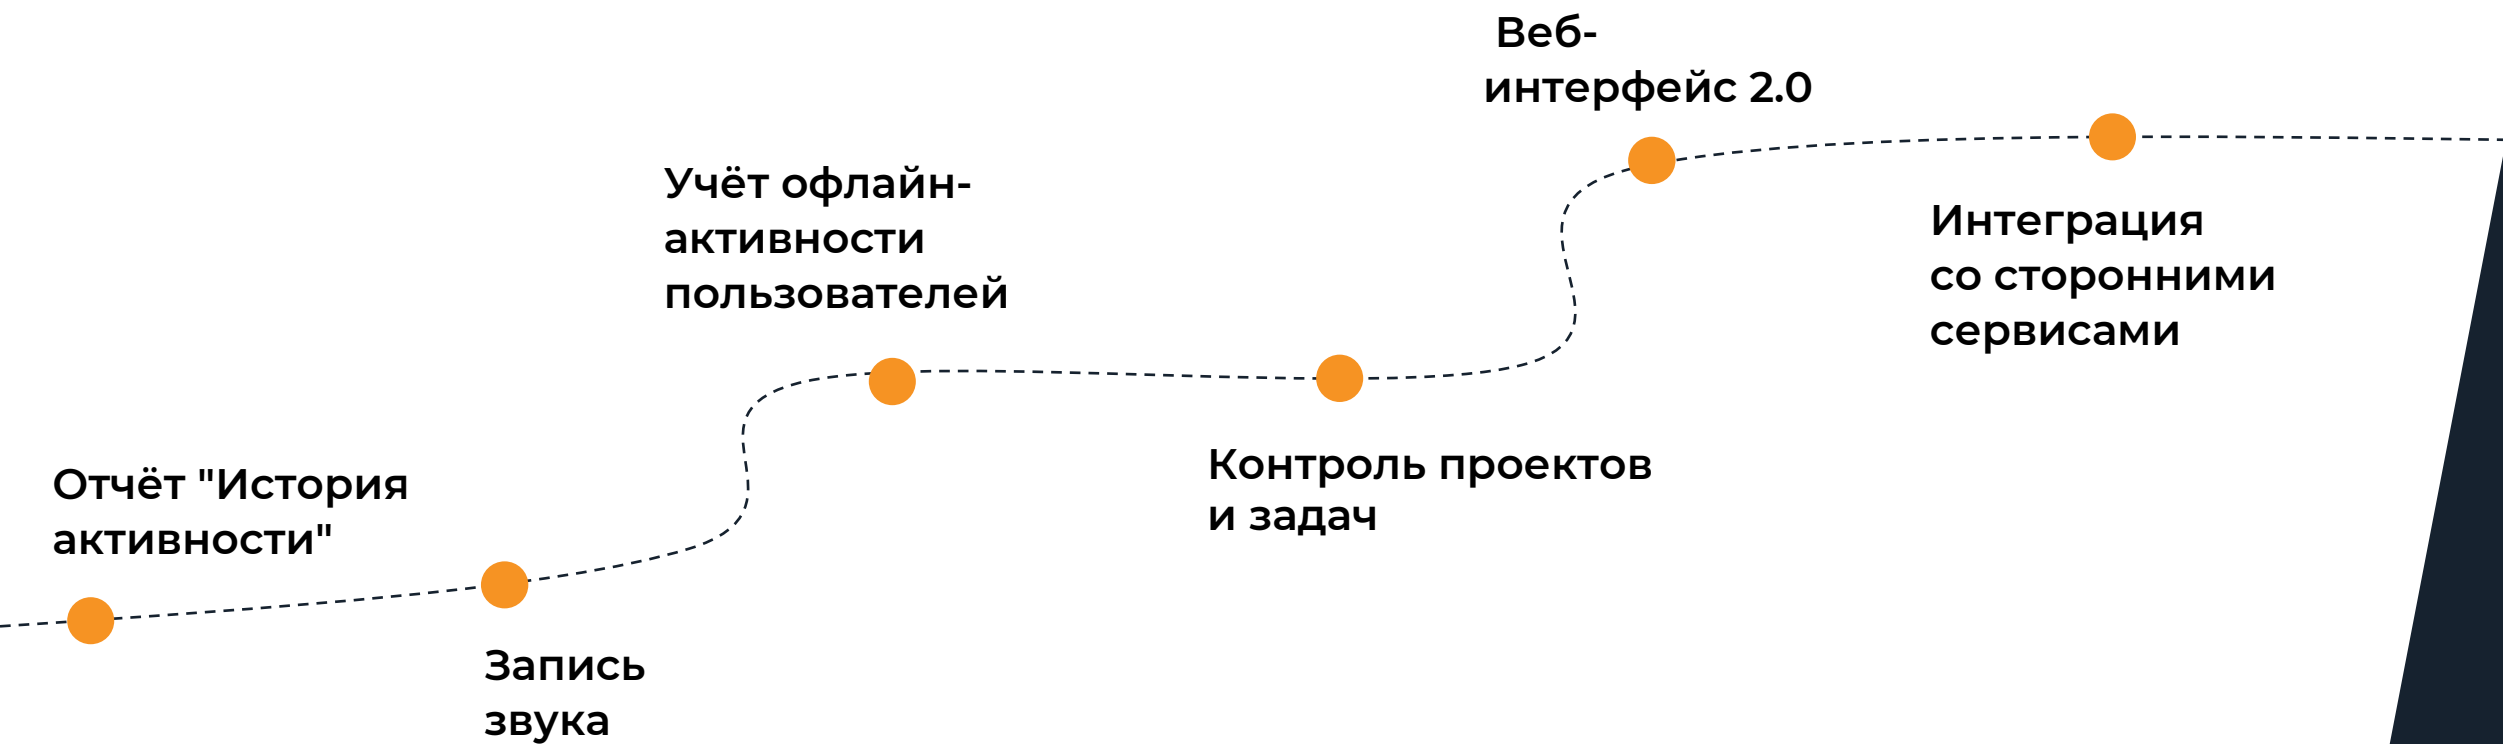 Отчёт "История
активности"
Запись
звука
Учёт офлайн-
активности
пользователей
Контроль проектов
и задач
Веб-
интерфейс 2.0
Интеграция
со сторонними
сервисами